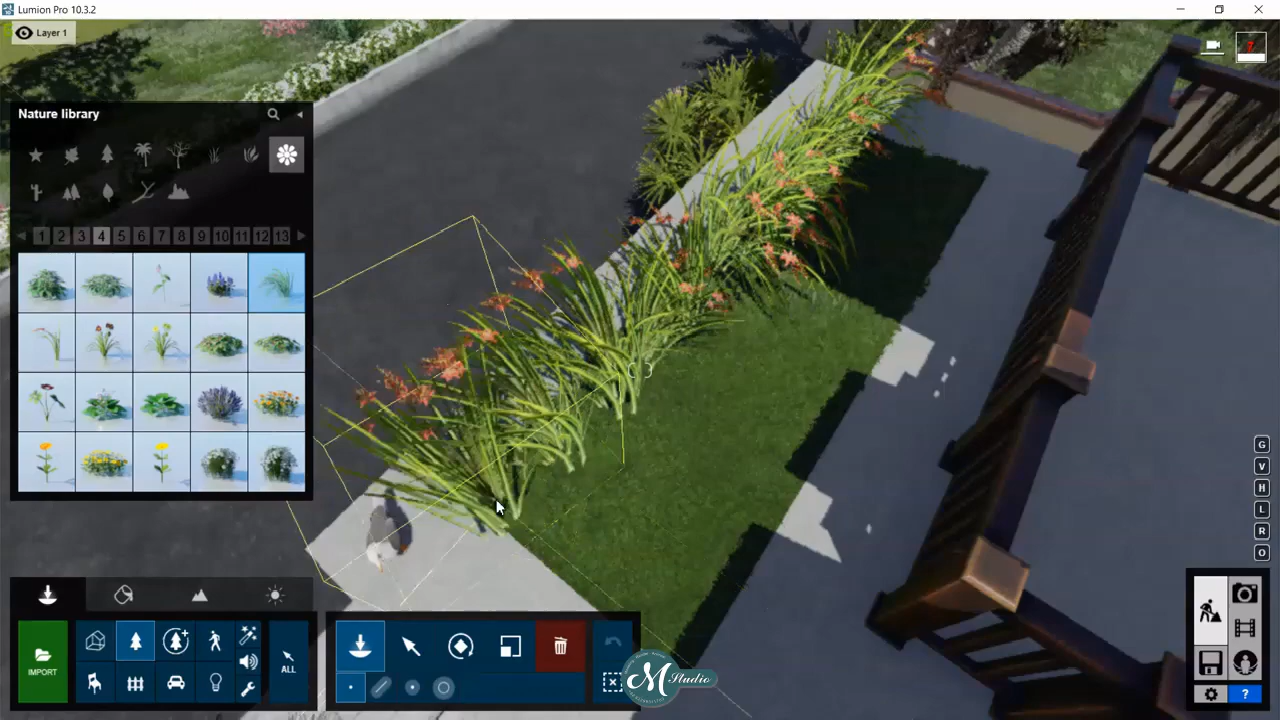 Lumion Pro 10.3.2
Layer 1
?
Nature library
1 2 3 4 5 6 7 8 9 10 11 12 13
G
V
H
L
R
O
IMPORT
ALL
M Studio
?